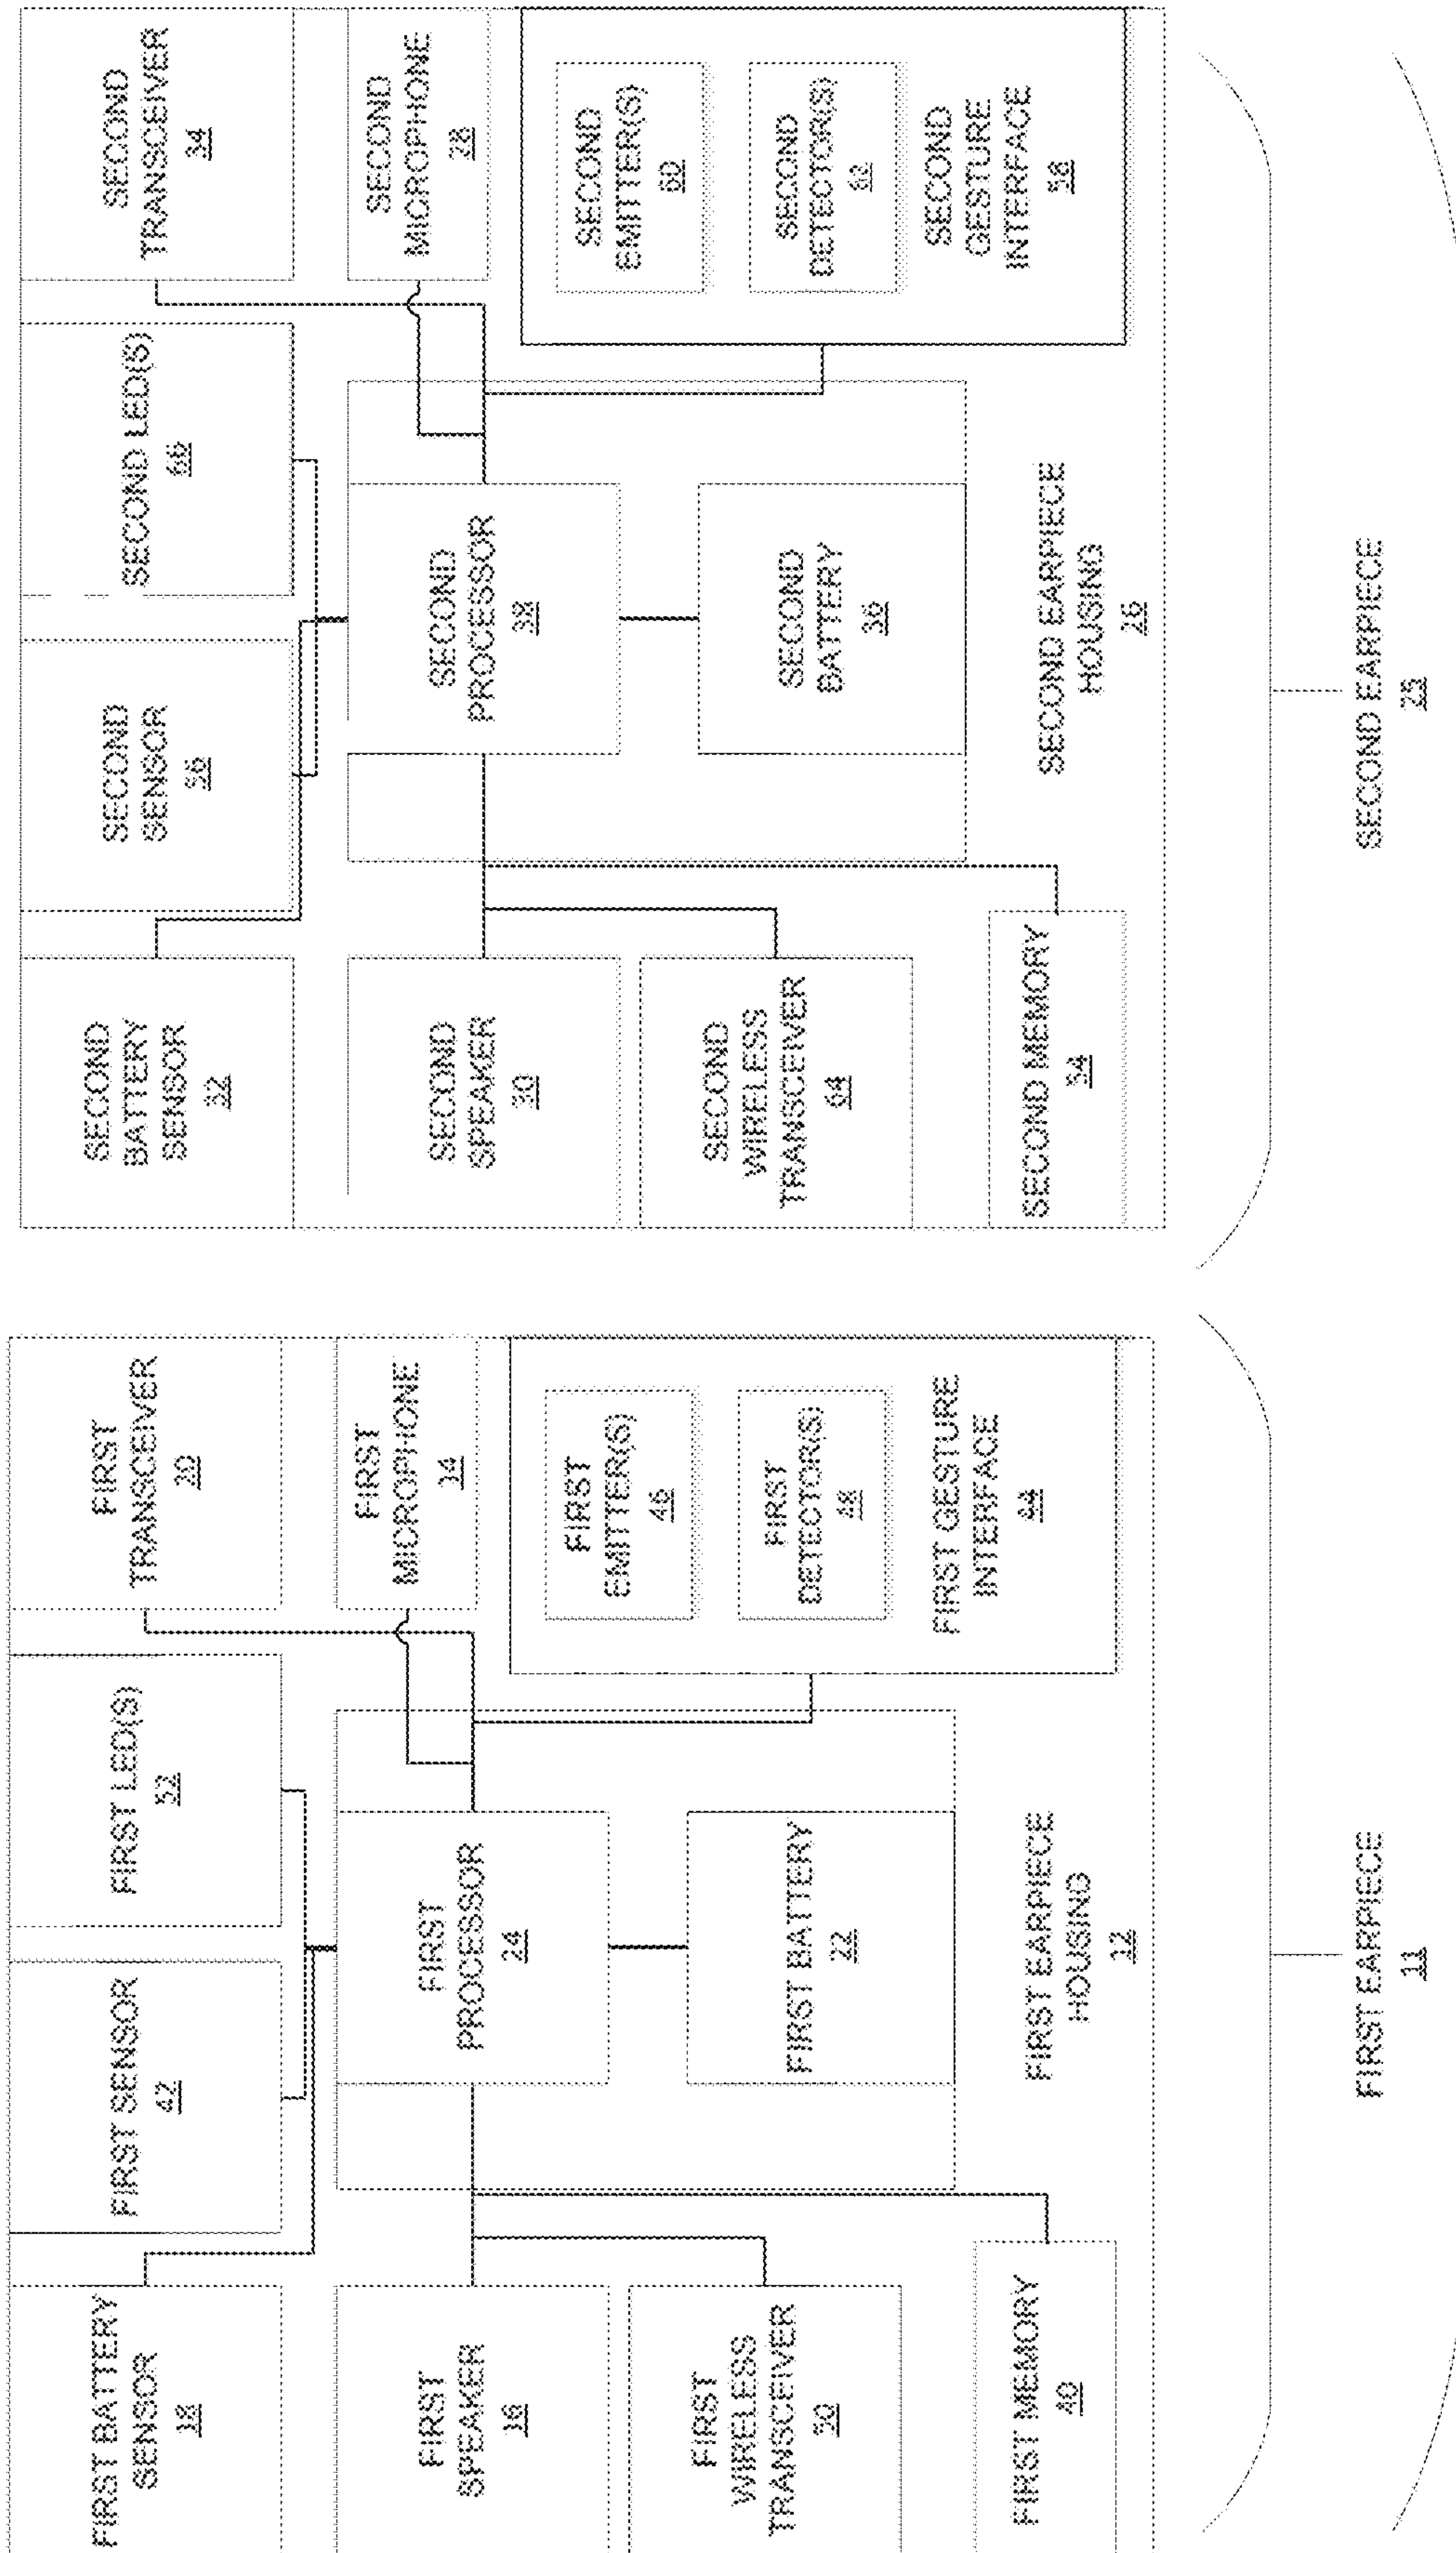 FIRST BATTERY
SENSOR
18
FIRST SENSOR
42
FIRST LED(S)
52
FIRST
TRANSCEIVER
20
FIRST
SPEAKER
16
FIRST
PROCESSOR
24
FIRST
MICROPHONE
14
FIRST
WIRELESS
TRANSCEIVER
50
FIRST BATTERY
22
FIRST
EMITTER(S)
46
FIRST
DETECTOR(S)
48
FIRST GESTURE
INTERFACE
44
FIRST MEMORY
40
FIRST EARPIECE
HOUSING
12
FIRST EARPIECE
11
SECOND
BATTERY
SENSOR
32
SECOND
SENSOR
56
SECOND LED(S)
66
SECOND
TRANSCEIVER
34
SECOND
SPEAKER
30
SECOND
PROCESSOR
38
SECOND
MICROPHONE
28
SECOND
WIRELESS
TRANSCEIVER
64
SECOND
BATTERY
36
SECOND
EMITTER(S)
60
SECOND
DETECTOR(S)
62
SECOND
GESTURE
INTERFACE
58
SECOND MEMORY
54
SECOND EARPIECE
HOUSING
26
SECOND EARPIECE
25